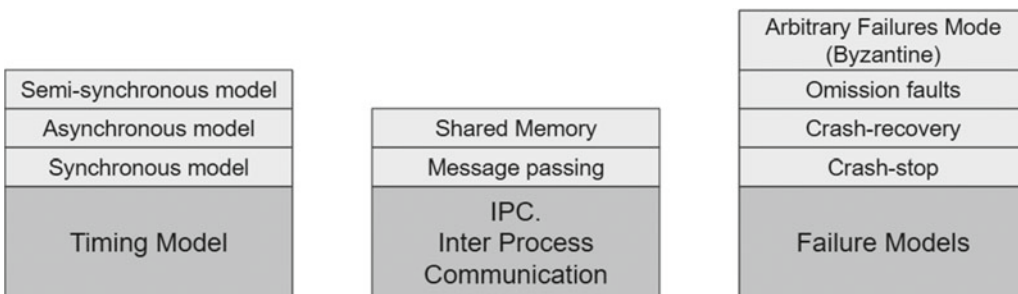 Semi-synchronous model
Asynchronous model
Synchronous model
Timing Model
Shared Memory
Message passing
IPC.
Inter Process
Communication
Arbitrary Failures Mode
(Byzantine)
Omission faults
Crash-recovery
Crash-stop
Failure Models